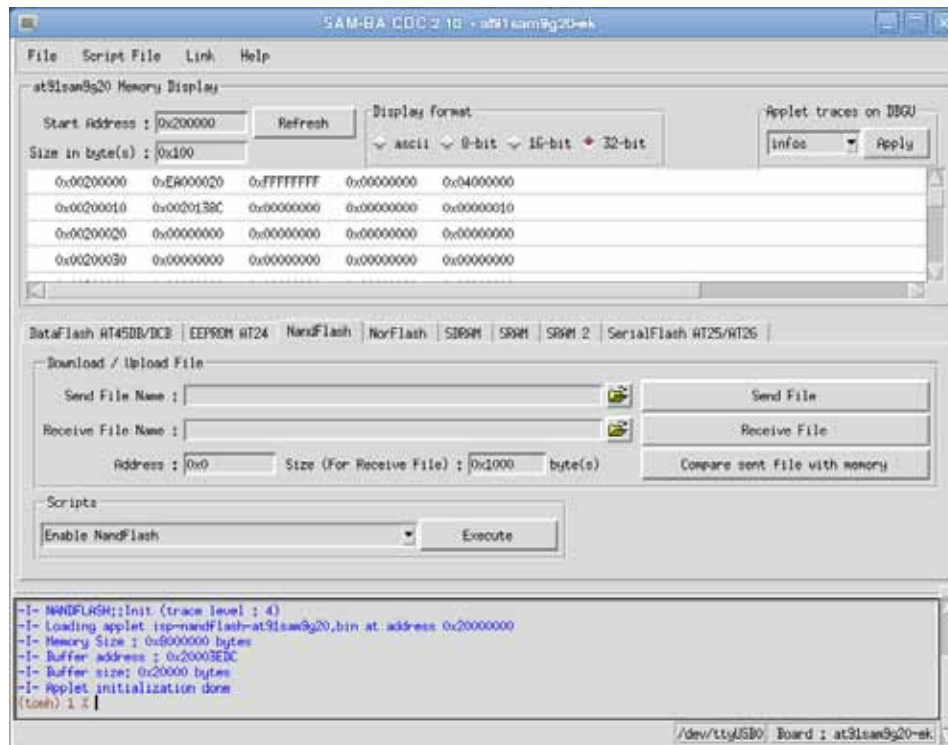 SAM-BA CDC 2.10 - at91sam9g20-ek
File Script File Link Help
at91sam9g20 Memory Display
Start Address : 0x200000 Refresh
Size in byte(s) : 0x100
Display format
ascii 8-bit 16-bit 32-bit
Applet traces on DBGU
infos Apply
0x00200000 0xEA000020 0xFFFFFFFF 0x00000000 0x04000000
0x00200010 0x002013BC 0x00000000 0x00000000 0x00000010
0x00200020 0x00000000 0x00000000 0x00000000 0x00000000
0x00200030 0x00000000 0x00000000 0x00000000 0x00000000
DataFlash AT45DB/DCB EEPROM AT24 NandFlash NorFlash SDRAM SRAM SRAM 2 SerialFlash AT25/AT26
Download / Upload File
Send File Name : Send File
Receive File Name : Receive File
Address : 0x0 Size (For Receive File) : 0x1000 byte(s) Compare sent file with memory
Scripts
Enable NandFlash Execute
-I- NANDFLASH::Init (trace level : 4)
-I- Loading applet isp-nandflash-at91sam9g20.bin at address 0x20000000
-I- Memory Size : 0x8000000 bytes
-I- Buffer address : 0x20003EDC
-I- Buffer size: 0x20000 bytes
-I- Applet initialization done
1 %
/dev/ttyUSB0 Board : at91sam9g20-ek